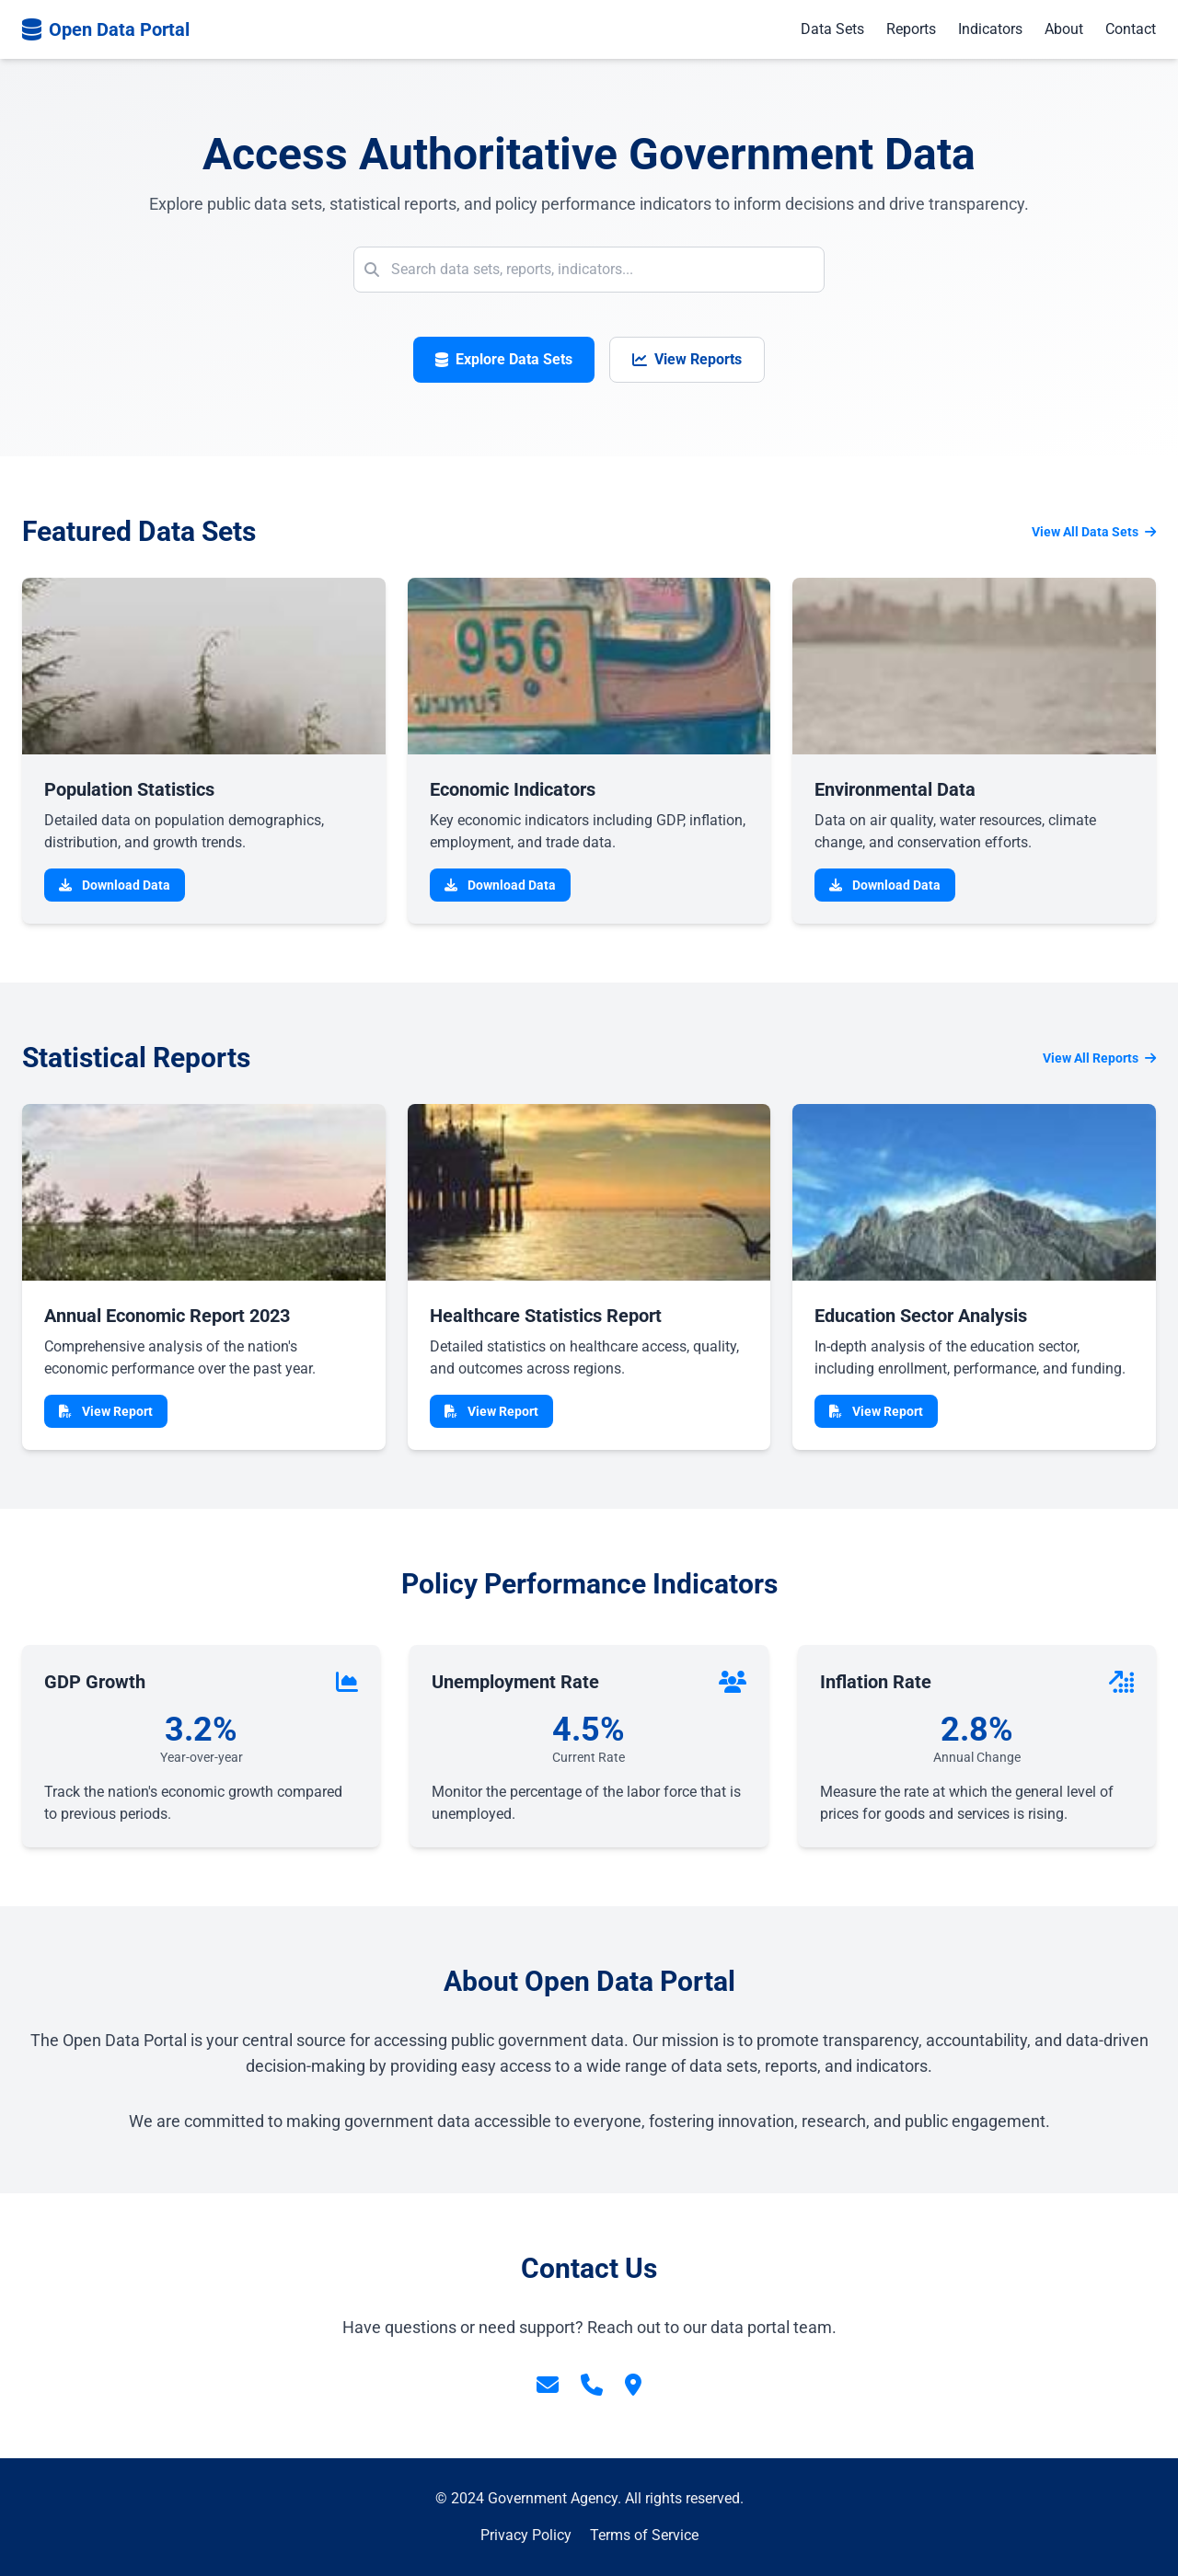 Open Data Portal
Data Sets Reports Indicators About Contact
Access Authoritative Government Data
Explore public data sets, statistical reports, and policy performance indicators to inform decisions and drive transparency.
Search data sets, reports, indicators...
Explore Data Sets View Reports
Featured Data Sets
View All Data Sets
956
นนทบุรี
Population Statistics
Detailed data on population demographics,
distribution, and growth trends.
Download Data
Economic Indicators
Key economic indicators including GDP, inflation,
employment, and trade data.
Download Data
Environmental Data
Data on air quality, water resources, climate
change, and conservation efforts.
Download Data
Statistical Reports
View All Reports
Annual Economic Report 2023
Comprehensive analysis of the nation's
economic performance over the past year.
View Report
Healthcare Statistics Report
Detailed statistics on healthcare access, quality,
and outcomes across regions.
View Report
Education Sector Analysis
In-depth analysis of the education sector,
including enrollment, performance, and funding.
View Report
Policy Performance Indicators
GDP Growth
3.2%
Year-over-year
Track the nation's economic growth compared
to previous periods.
Unemployment Rate
4.5%
Current Rate
Monitor the percentage of the labor force that is
unemployed.
Inflation Rate
2.8%
Annual Change
Measure the rate at which the general level of
prices for goods and services is rising.
About Open Data Portal
The Open Data Portal is your central source for accessing public government data. Our mission is to promote transparency, accountability, and data-driven
decision-making by providing easy access to a wide range of data sets, reports, and indicators.
We are committed to making government data accessible to everyone, fostering innovation, research, and public engagement.
Contact Us
Have questions or need support? Reach out to our data portal team.
© 2024 Government Agency. All rights reserved.
Privacy Policy Terms of Service